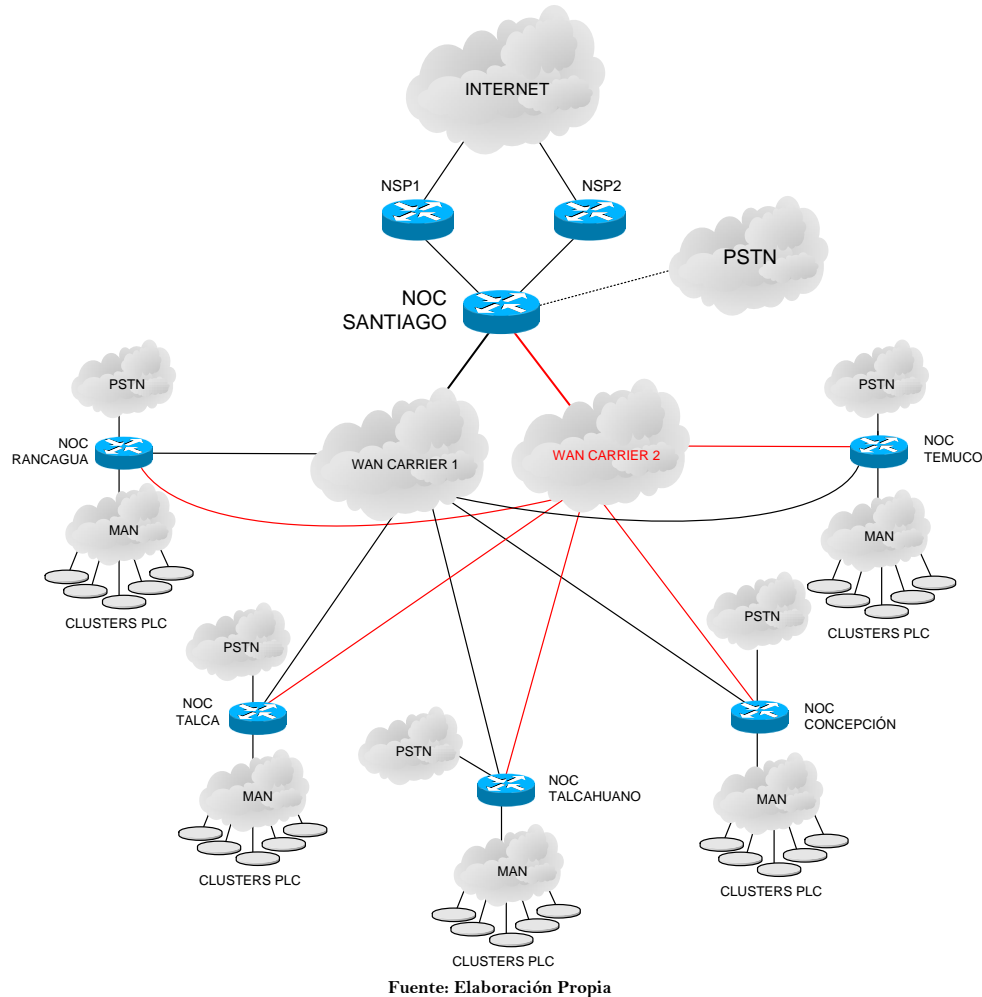 INTERNET
NSP1
NSP2
PSTN
NOC
SANTIAGO
PSTN
NOC
RANCAGUA
MAN
CLUSTERS PLC
WAN CARRIER 1
WAN CARRIER 2
PSTN
NOC
TEMUCO
MAN
CLUSTERS PLC
PSTN
NOC
TALCA
MAN
CLUSTERS PLC
PSTN
NOC
TALCAHUANO
MAN
CLUSTERS PLC
PSTN
NOC
CONCEPCIÓN
MAN
CLUSTERS PLC
Fuente: Elaboración Propia